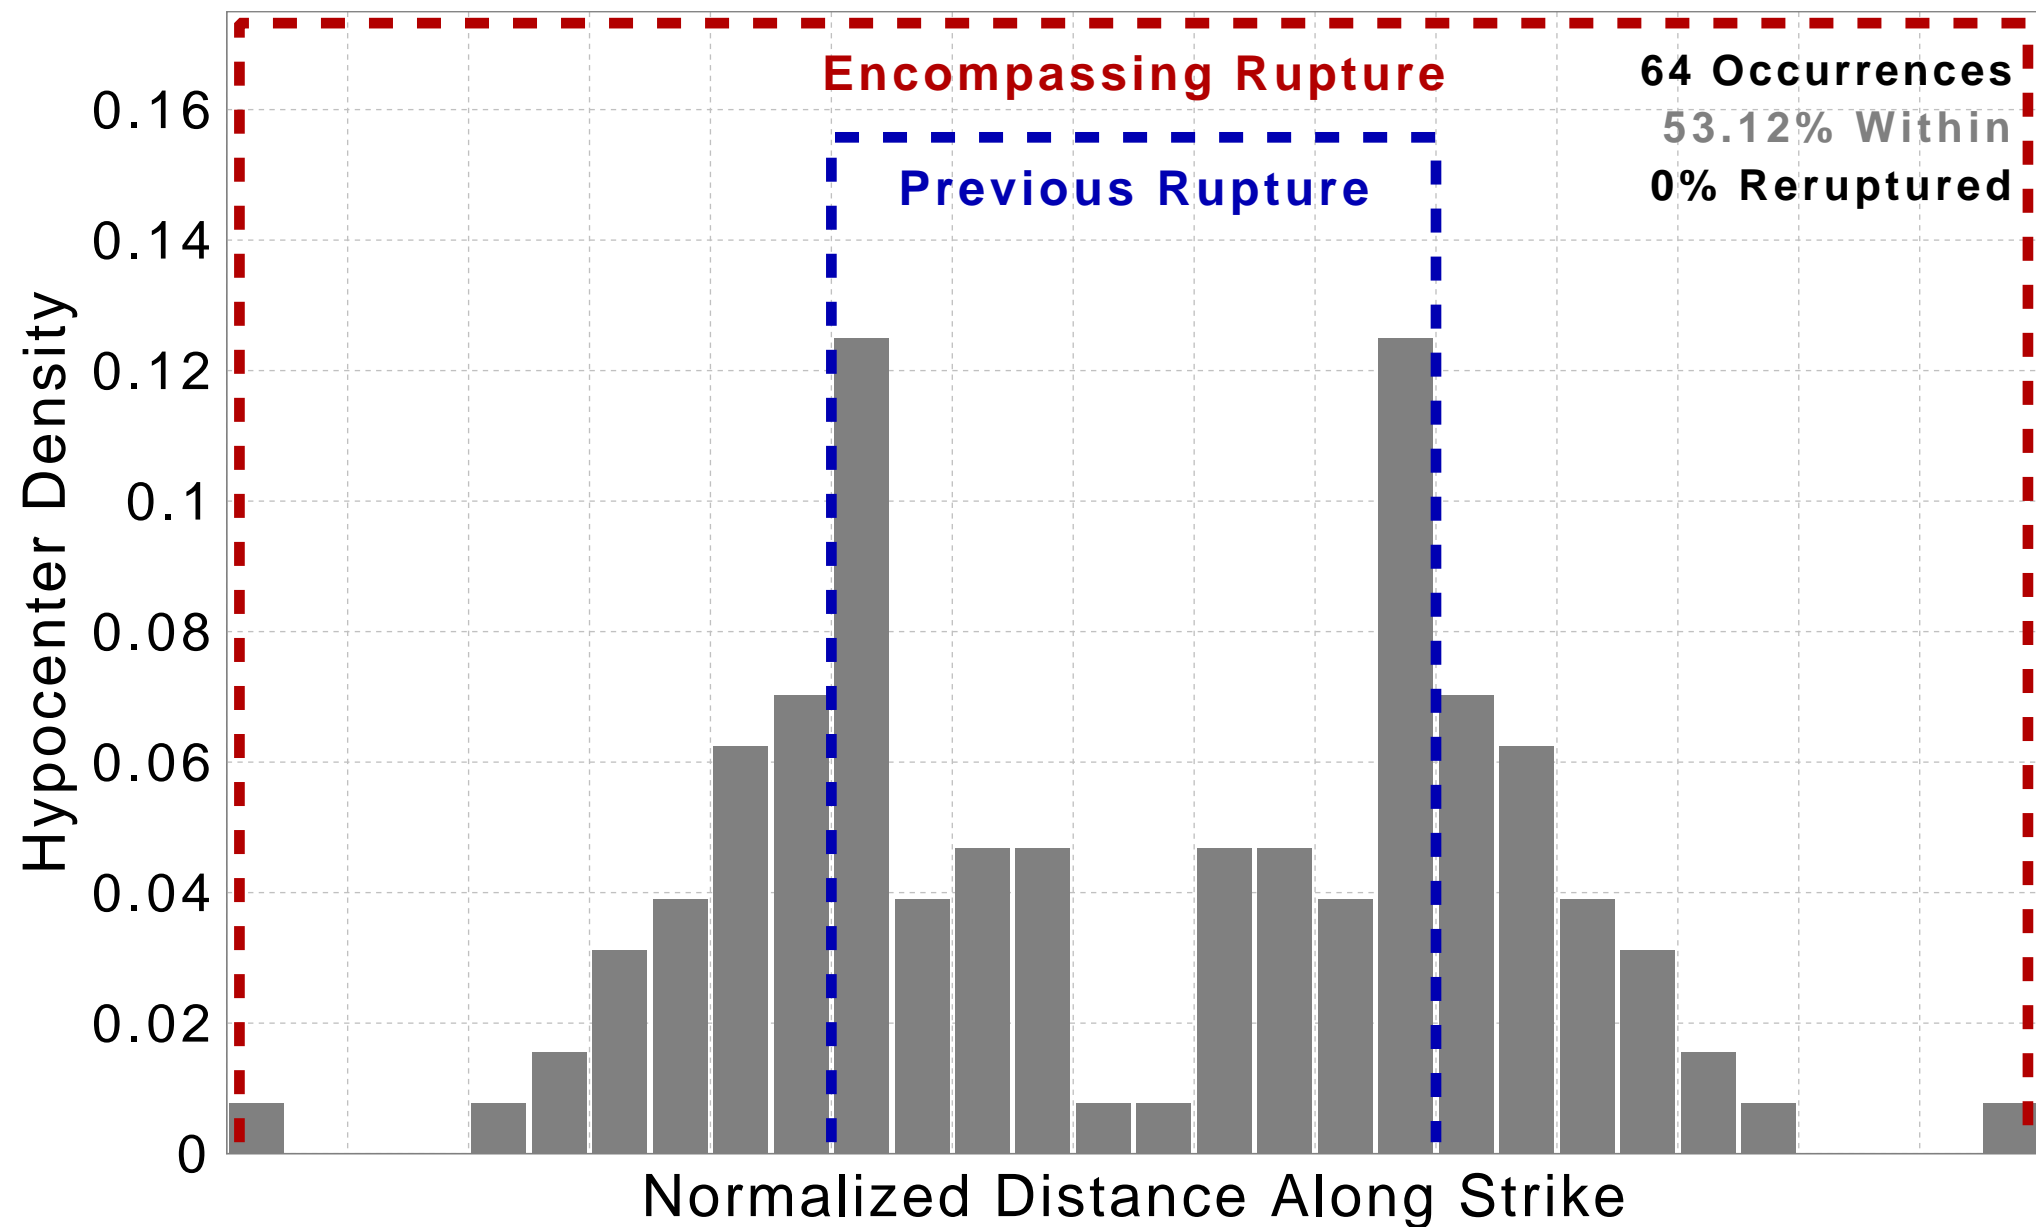 Encompassing Rupture
64 Occurrences
53.12% Within
Previous Rupture
0% Reruptured
Hypocenter Density
0.16
0.14
0.12
0.1
0.08
0.06
0.04
0.02
0
Normalized Distance Along Strike